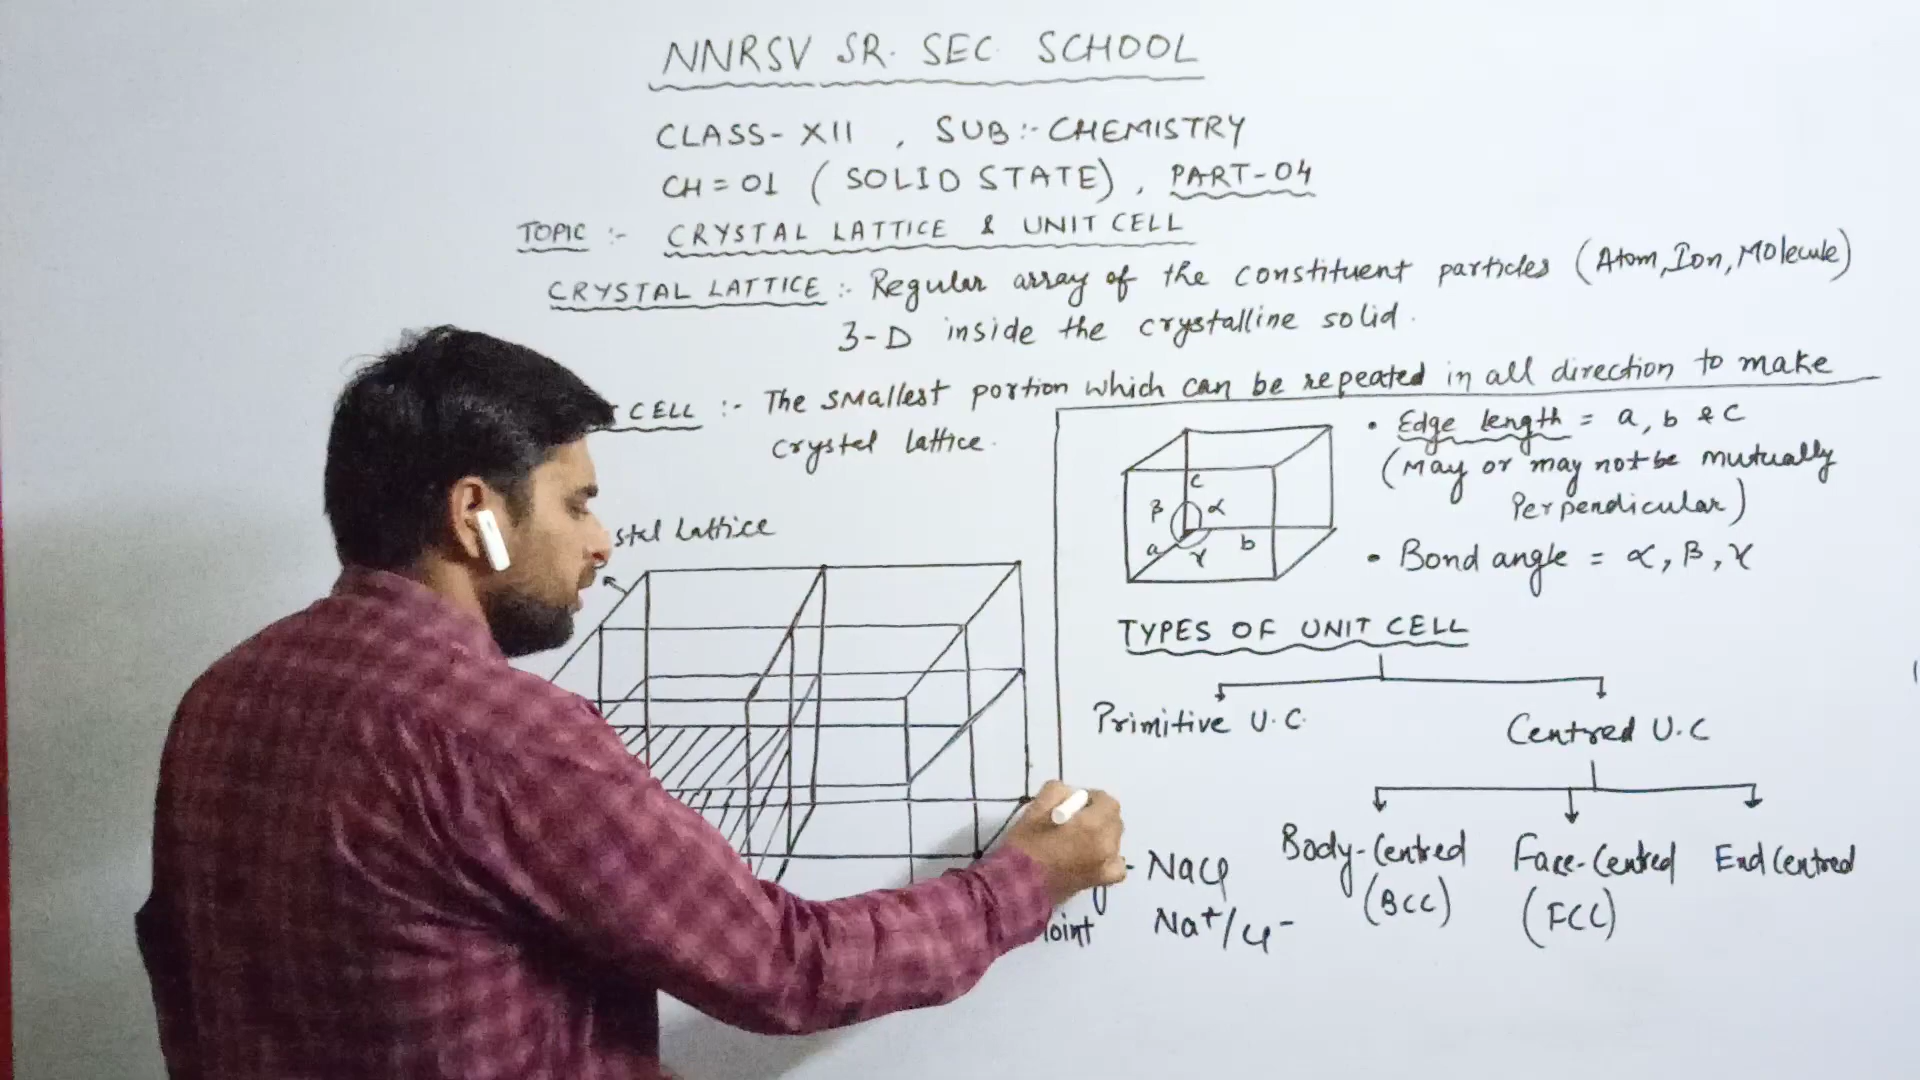 NNRSV SR. SEC. SCHOOL
CLASS- XII , SUB:- CHEMISTRY
CH = 01 ( SOLID STATE) , PART-04
TOPIC :- CRYSTAL LATTICE & UNIT CELL
CRYSTAL LATTICE :- Regular array of the constituent particles (Atom, Ion, Molecule)
3-D inside the crystalline solid.
CELL :- The smallest portion which can be repeated in all direction to make
crystal lattice.
• Edge length = a, b & c
(May or may not be mutually
Perpendicular)
c
β α
a γ b
• Bond angle = α, β, γ
stal Lattice
TYPES OF UNIT CELL
Primitive U.C.
Centred U.C
Body-Centred
(BCC)
Face-Centred
(FCC)
End Centred
- NaCl
oint Na+/Cl-